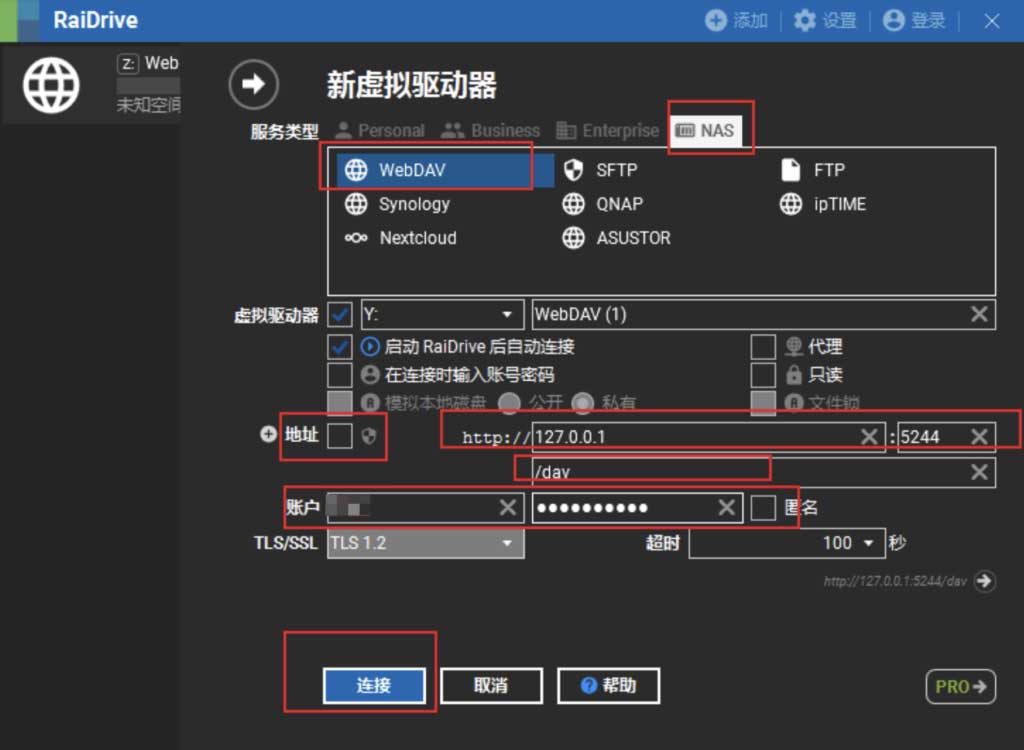 RaiDrive 添加 设置 登录
Z: Web
未知空间
新虚拟驱动器
服务类型 Personal Business Enterprise NAS
WebDAV SFTP FTP
Synology QNAP ipTIME
Nextcloud ASUSTOR
虚拟驱动器 Y: WebDAV (1)
启动 RaiDrive 后自动连接 代理
在连接时输入账号密码 只读
模拟本地磁盘 公开 私有 文件锁
地址 http:// 127.0.0.1 : 5244
/dav
账户 ●●●●●●●●●● 匿名
TLS/SSL TLS 1.2 超时 100 秒
http://127.0.0.1:5244/dav
连接 取消 帮助 PRO